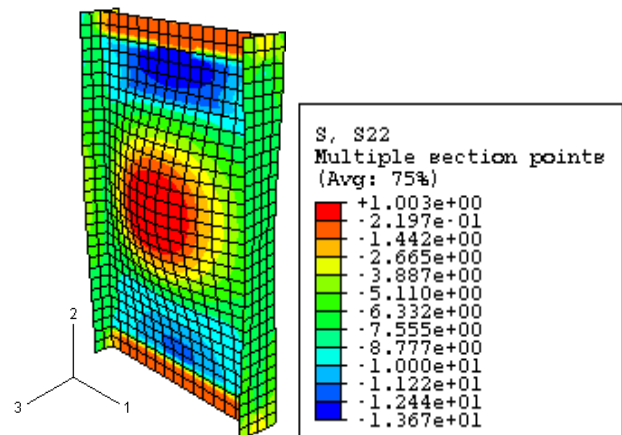 S, S22
Multiple section points
(Avg: 75%)
+1.003e+00
-2.197e-01
-1.442e+00
-2.665e+00
-3.887e+00
-5.110e+00
-6.332e+00
-7.555e+00
-8.777e+00
-1.000e+01
-1.122e+01
-1.244e+01
-1.367e+01
2
3
1